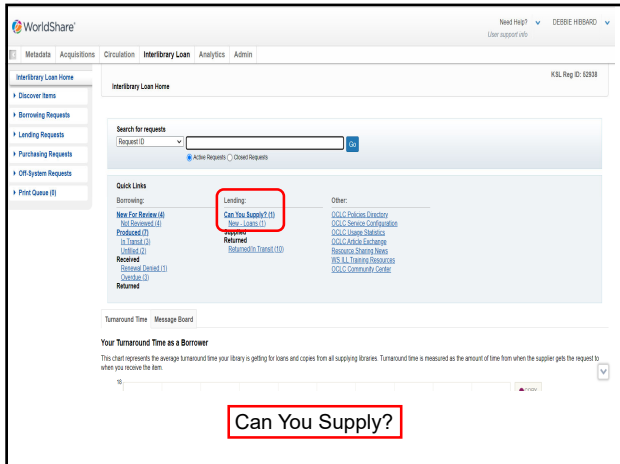 WorldShare®
Need Help? DEBBIE HIBBARD
User support info
Metadata Acquisitions Circulation Interlibrary Loan Analytics Admin
Interlibrary Loan Home
Discover Items
Borrowing Requests
Lending Requests
Purchasing Requests
Off-System Requests
Print Queue (0)
KSL Reg ID: 62938
Interlibrary Loan Home
Search for requests
Request ID
Go
Active Requests Closed Requests
Quick Links
Borrowing: Lending: Other:
New For Review (4) Can You Supply? (1) OCLC Policies Directory
Not Reviewed (4) New - Loans (1) OCLC Service Configuration
Produced (7) Supplied OCLC Usage Statistics
In Transit (3) Returned OCLC Article Exchange
Unfilled (2) Returned/In Transit (10) Resource Sharing News
Received WS ILL Training Resources
Renewal Denied (1) OCLC Community Center
Overdue (3)
Returned
Turnaround Time Message Board
Your Turnaround Time as a Borrower
This chart represents the average turnaround time your library is getting for loans and copies from all supplying libraries. Turnaround time is measured as the amount of time from when the supplier gets the request to
when you receive the item.
18
COPY
Can You Supply?